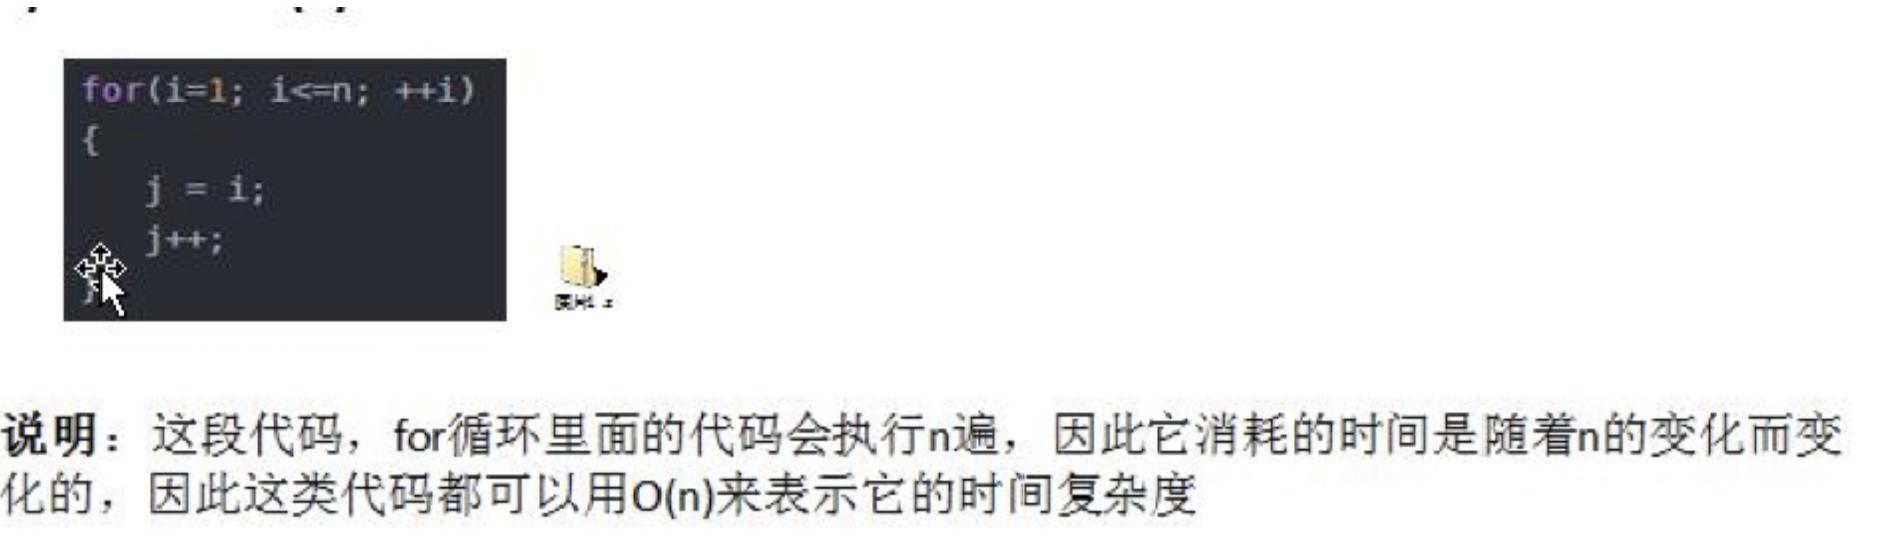 for(i=1; i<=n; ++i)
{
j = i;
j++;
}
说明：这段代码，for循环里面的代码会执行n遍，因此它消耗的时间是随着n的变化而变
化的，因此这类代码都可以用O(n)来表示它的时间复杂度